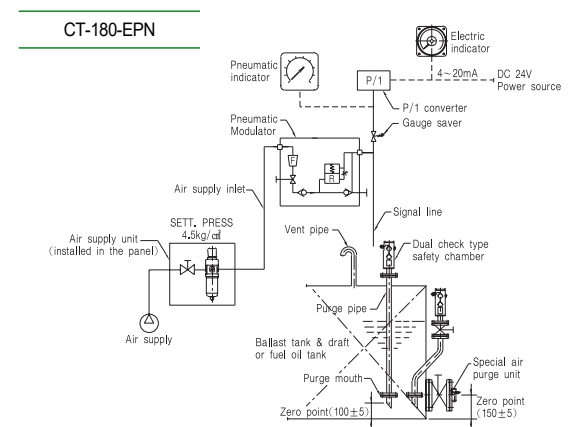 CT-180-EPN
Electric
indicator
Pneumatic
indicator
P/1
4~20mA
DC 24V
Power source
P/1 converter
Gauge saver
Pneumatic
Modulator
F
R
Air supply inlet
Signal line
SETT. PRESS
4.5kg/㎠
Vent pipe
Air supply unit
(installed in the panel)
Dual check type
safety chamber
Purge pipe
Air supply
Ballast tank & draft
or fuel oil tank
Special air
purge unit
Purge mouth
Zero point(100±5)
Zero point
(150±5)